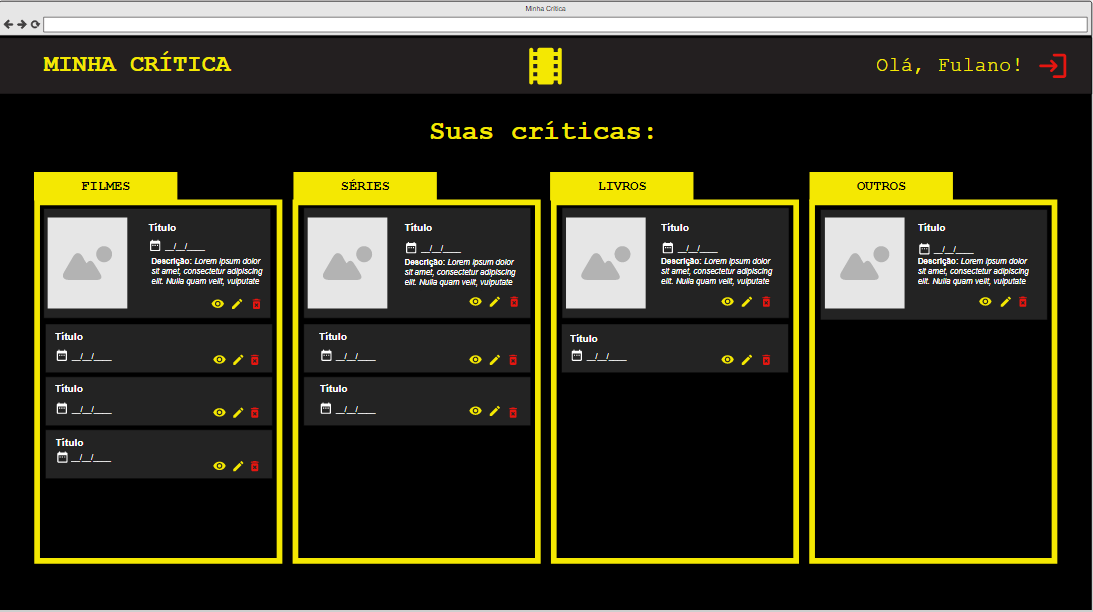 Minha Crítica
MINHA CRÍTICA
Olá, Fulano!
Suas críticas:
FILMES
Título
__/__/____
Descrição: Lorem ipsum dolor
sit amet, consectetur adipiscing
elit. Nulla quam velit, vulputate
Título
__/__/____
Título
__/__/____
Título
__/__/____
SÉRIES
Título
__/__/____
Descrição: Lorem ipsum dolor
sit amet, consectetur adipiscing
elit. Nulla quam velit, vulputate
Título
__/__/____
Título
__/__/____
LIVROS
Título
__/__/____
Descrição: Lorem ipsum dolor
sit amet, consectetur adipiscing
elit. Nulla quam velit, vulputate
Título
__/__/____
OUTROS
Título
__/__/____
Descrição: Lorem ipsum dolor
sit amet, consectetur adipiscing
elit. Nulla quam velit, vulputate